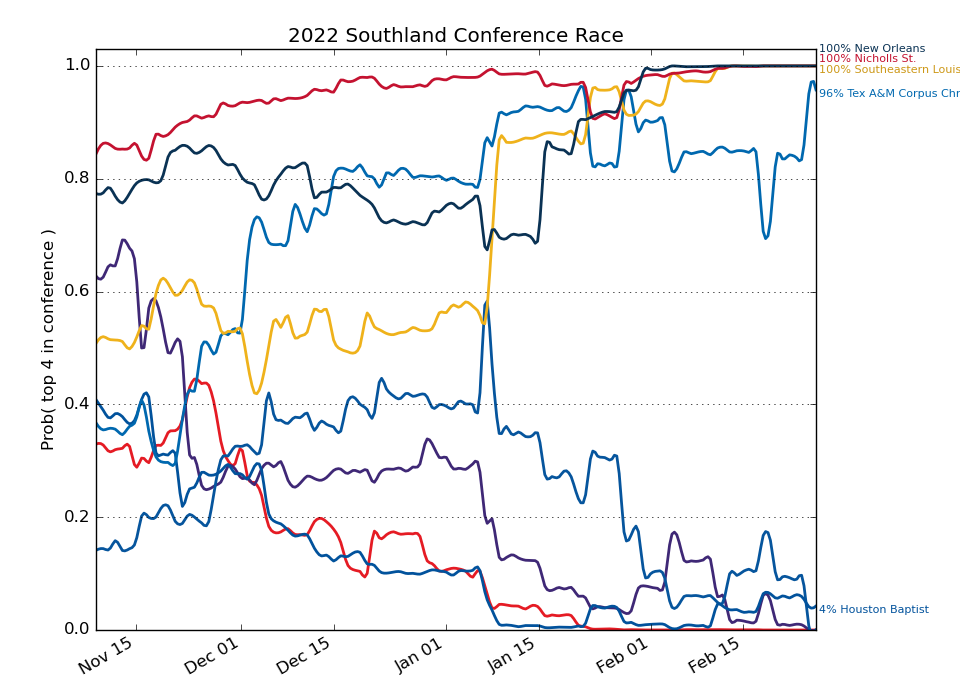 2022 Southland Conference Race
100% New Orleans
100% Nicholls St.
100% Southeastern Louis
96% Tex A&M Corpus Chr
4% Houston Baptist
Prob( top 4 in conference )
1.0
0.8
0.6
0.4
0.2
0.0
Nov 15
Dec 01
Dec 15
Jan 01
Jan 15
Feb 01
Feb 15